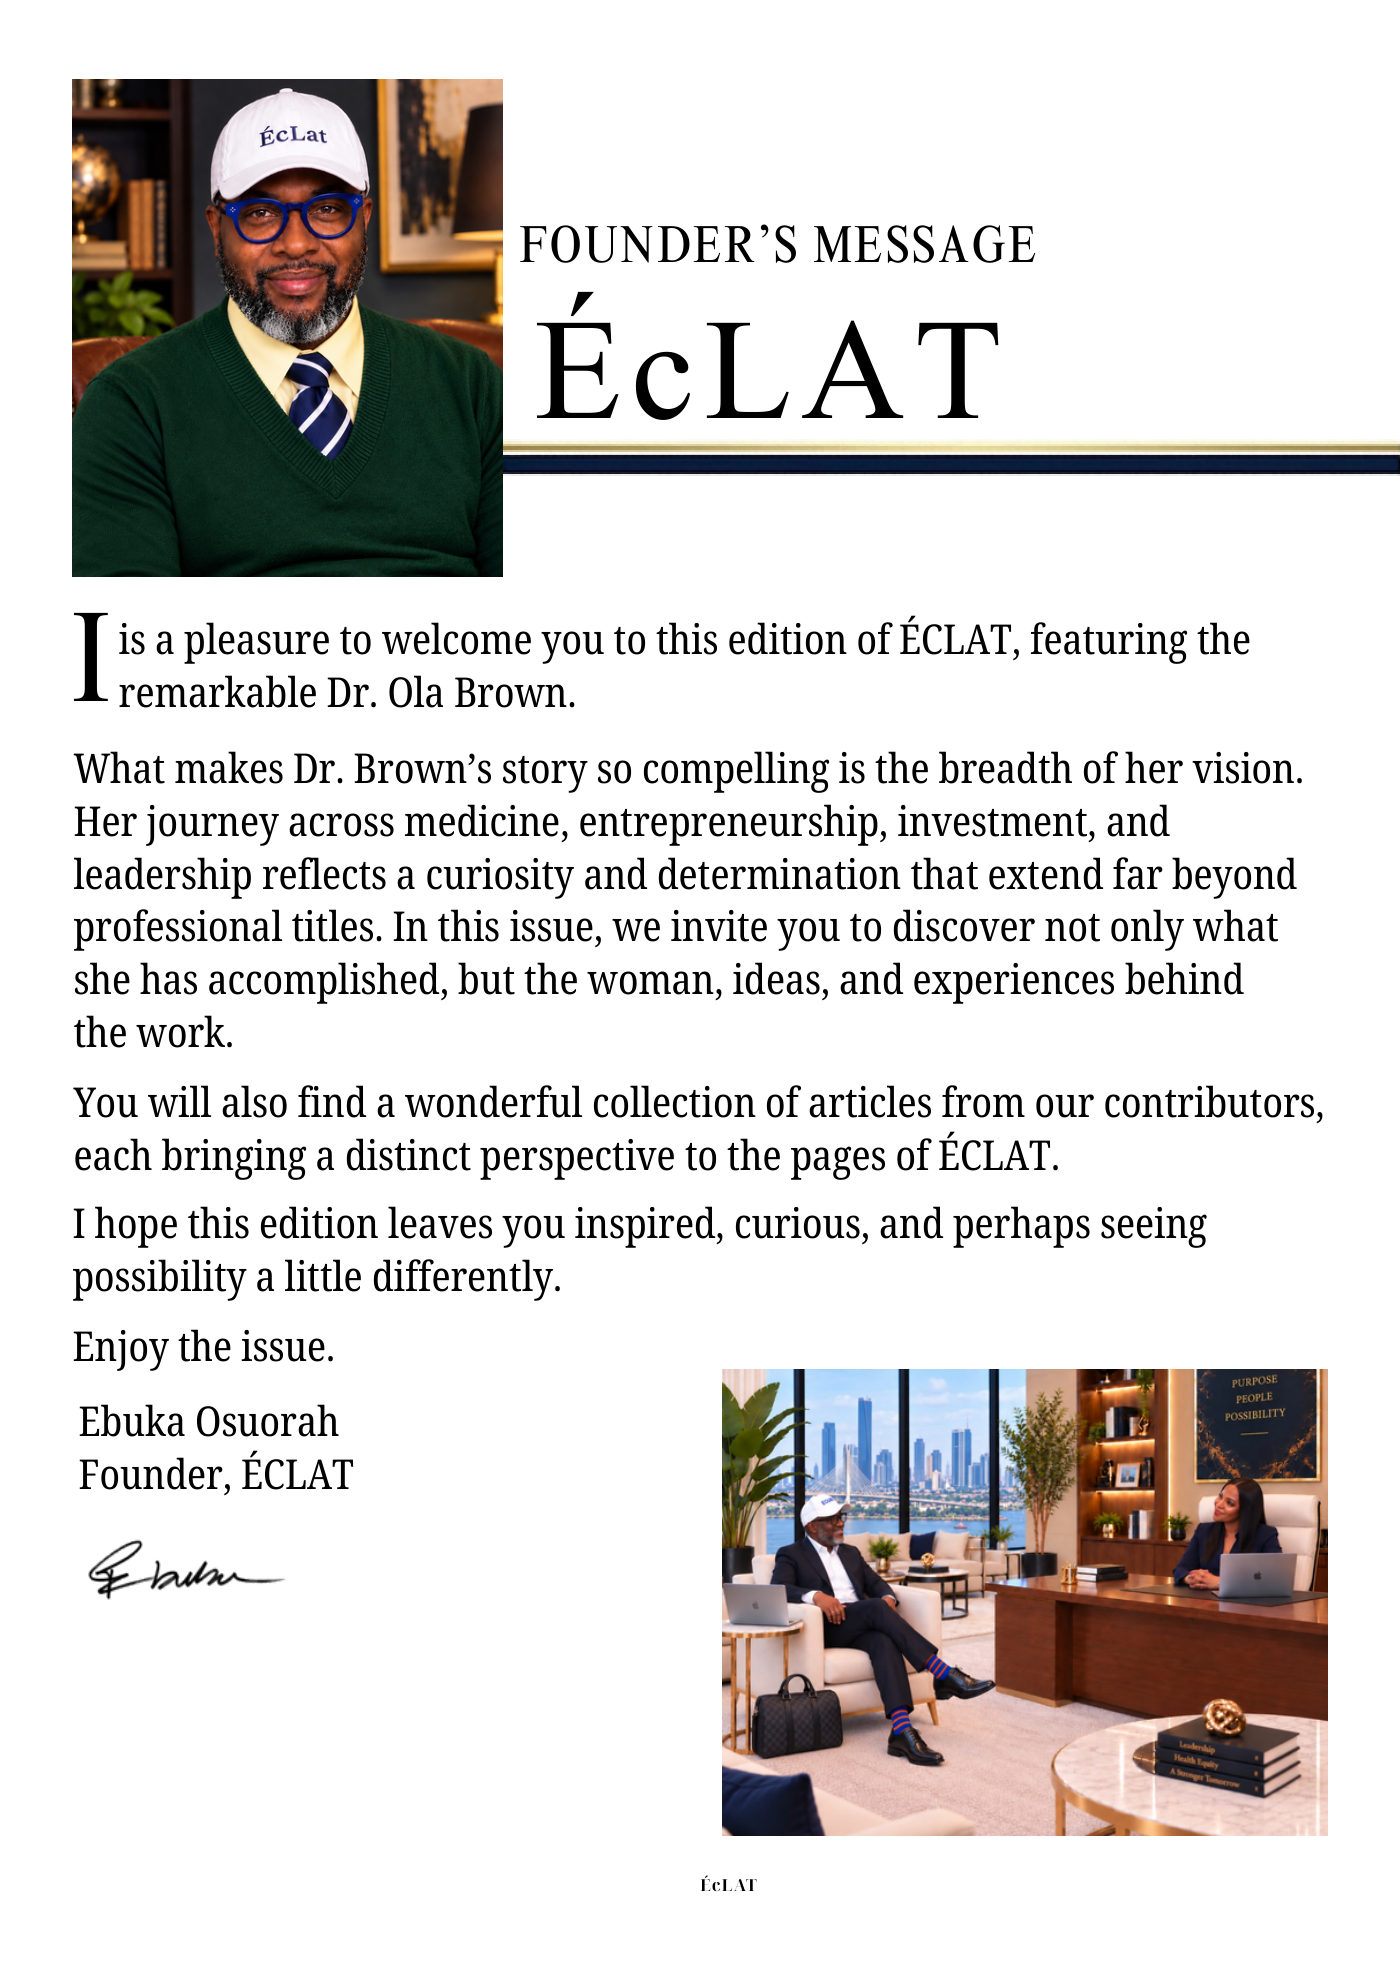 ÉcLat
FOUNDER’S MESSAGE
ÉcLAT
I is a pleasure to welcome you to this edition of ÉCLAT, featuring the
remarkable Dr. Ola Brown.
What makes Dr. Brown’s story so compelling is the breadth of her vision.
Her journey across medicine, entrepreneurship, investment, and
leadership reflects a curiosity and determination that extend far beyond
professional titles. In this issue, we invite you to discover not only what
she has accomplished, but the woman, ideas, and experiences behind
the work.
You will also find a wonderful collection of articles from our contributors,
each bringing a distinct perspective to the pages of ÉCLAT.
I hope this edition leaves you inspired, curious, and perhaps seeing
possibility a little differently.
Enjoy the issue.
Ebuka Osuorah
Founder, ÉCLAT
Ebuka
PURPOSE
PEOPLE
POSSIBILITY
Leadership
Health Equity
A Stronger Tomorrow
ÉcLAT